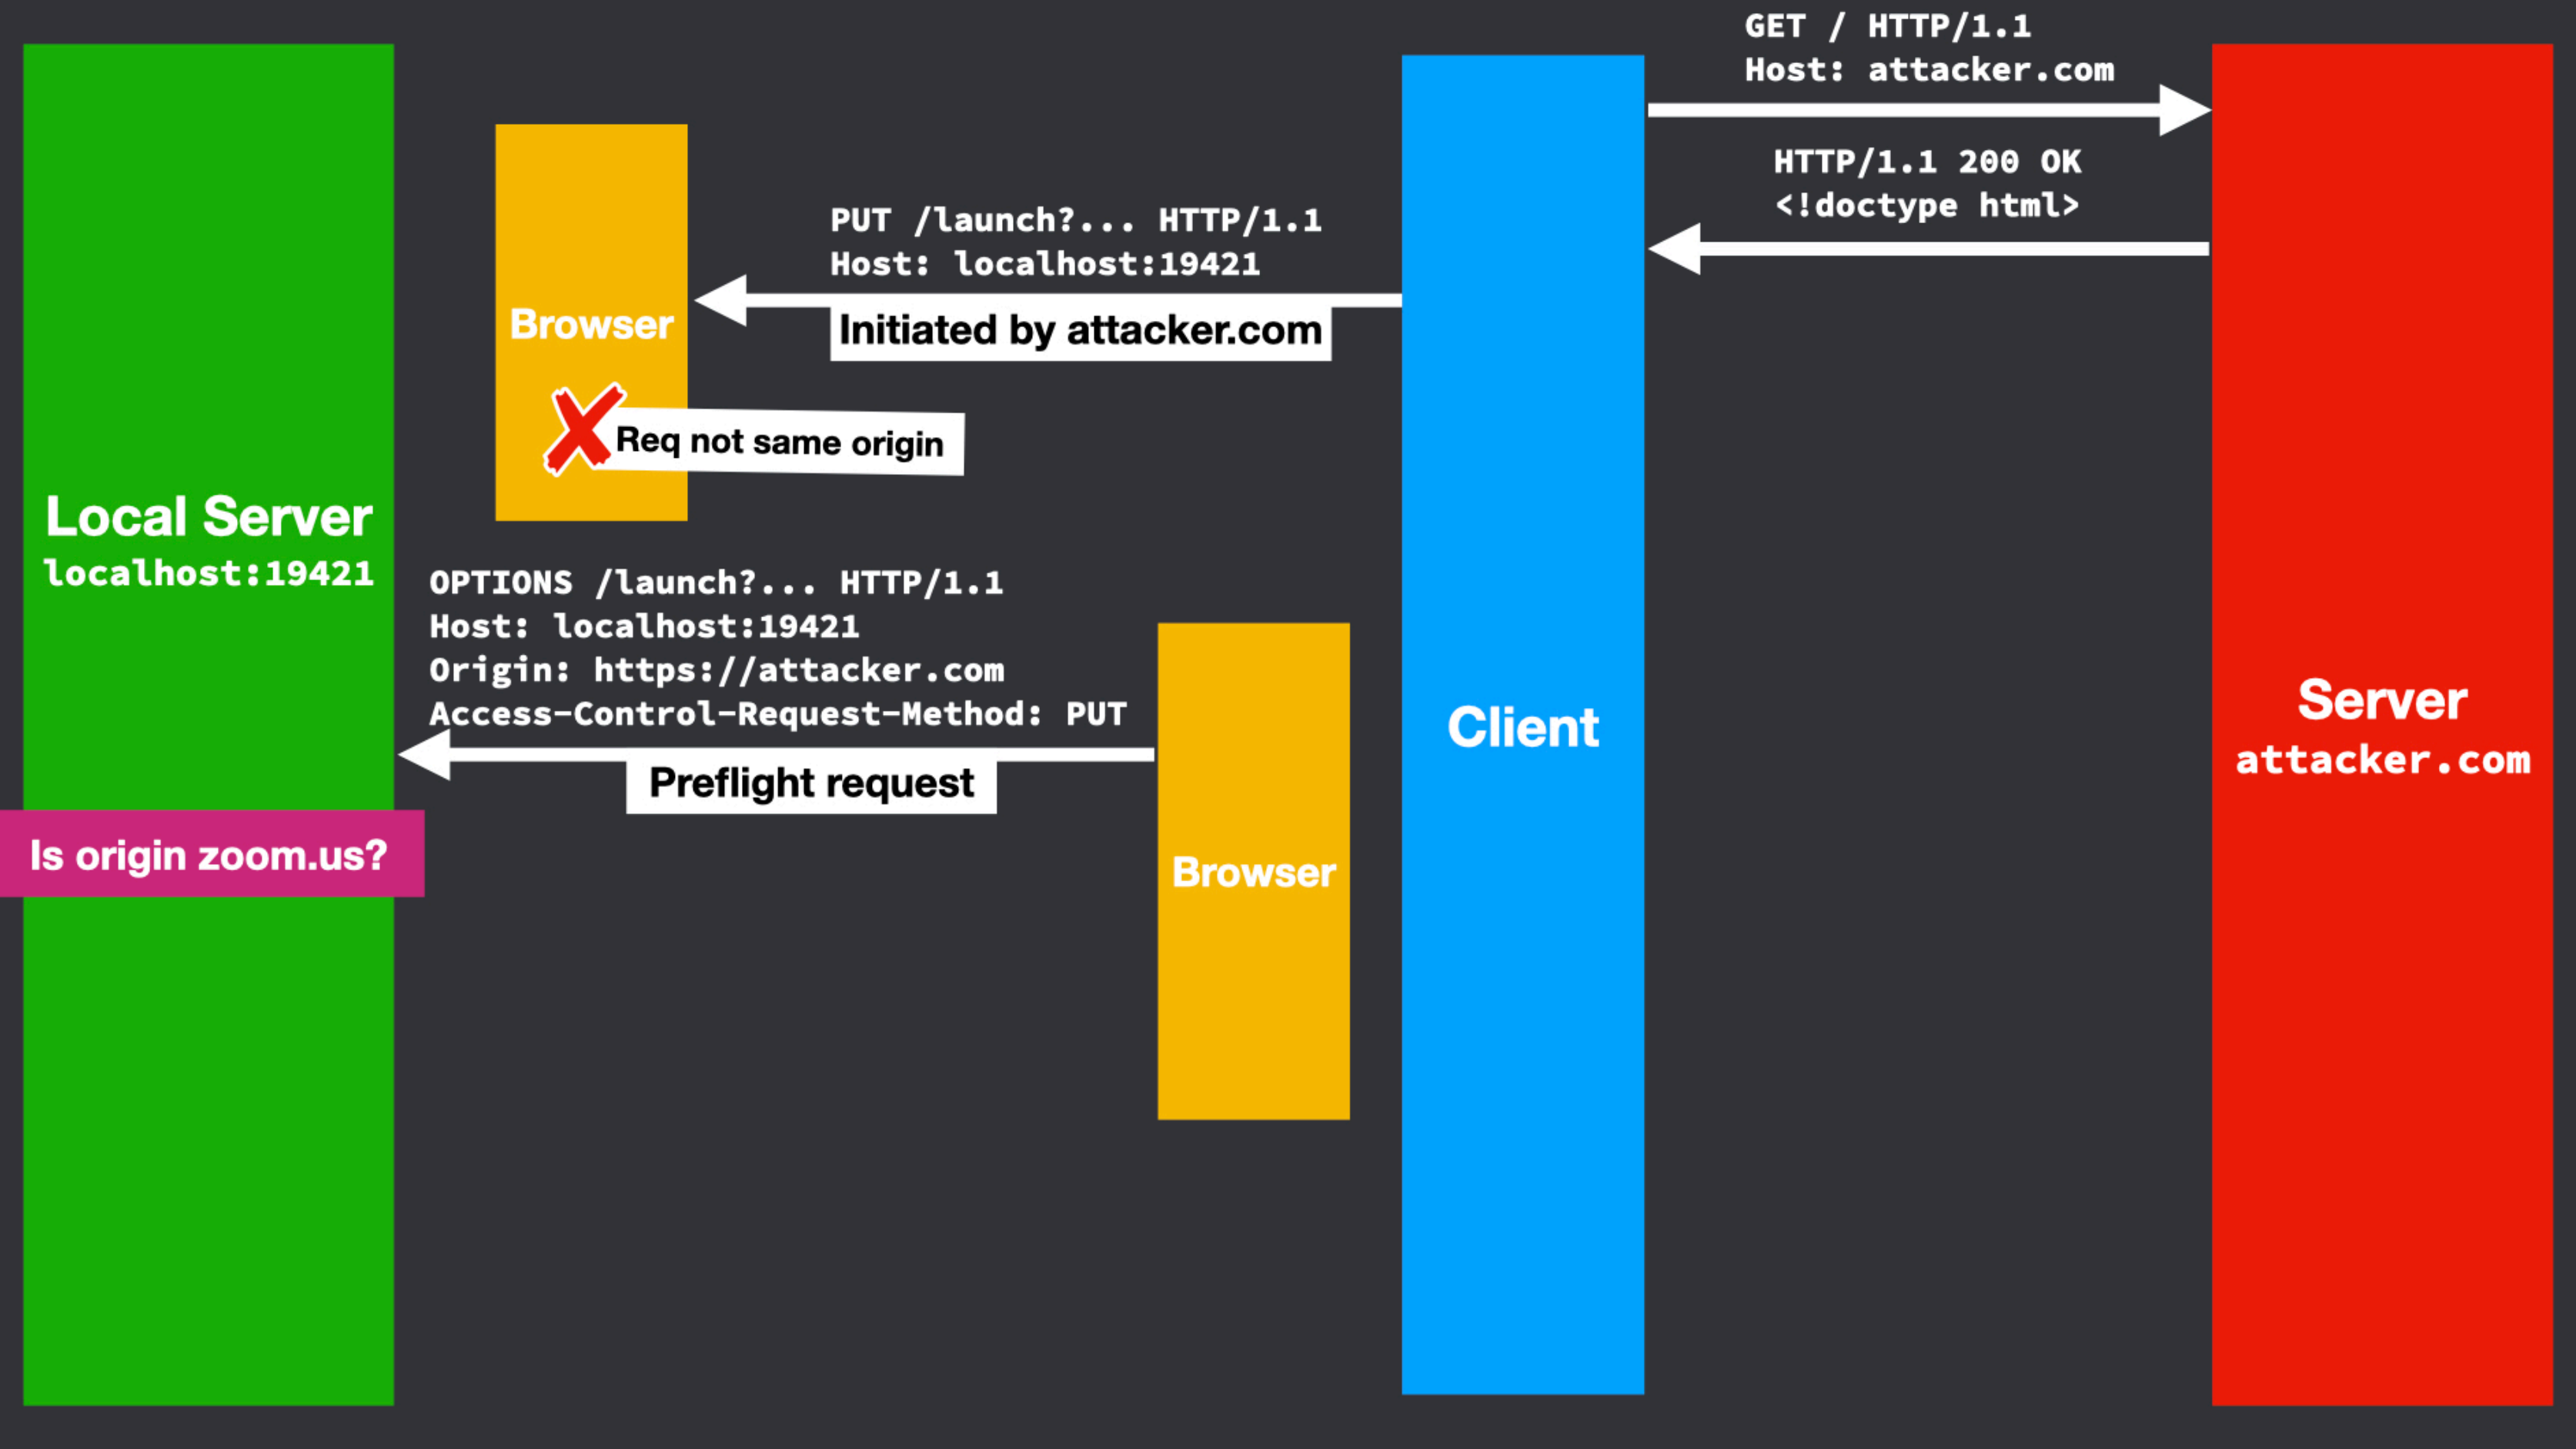 GET / HTTP/1.1
Host: attacker.com
HTTP/1.1 200 OK
<!doctype html>
PUT /launch?... HTTP/1.1
Host: localhost:19421
Initiated by attacker.com
Browser
Req not same origin
Local Server
localhost:19421
OPTIONS /launch?... HTTP/1.1
Host: localhost:19421
Origin: https://attacker.com
Access-Control-Request-Method: PUT
Preflight request
Is origin zoom.us?
Browser
Client
Server
attacker.com